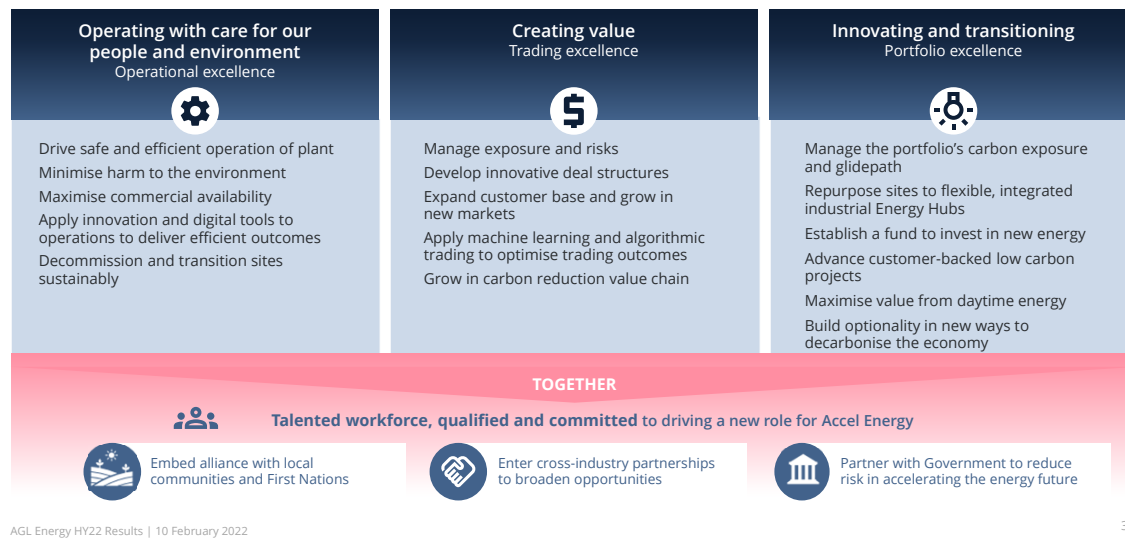 Operating with care for our
people and environment
Operational excellence
Drive safe and efficient operation of plant
Minimise harm to the environment
Maximise commercial availability
Apply innovation and digital tools to
operations to deliver efficient outcomes
Decommission and transition sites
sustainably
Creating value
Trading excellence
Manage exposure and risks
Develop innovative deal structures
Expand customer base and grow in
new markets
Apply machine learning and algorithmic
trading to optimise trading outcomes
Grow in carbon reduction value chain
Innovating and transitioning
Portfolio excellence
Manage the portfolio’s carbon exposure
and glidepath
Repurpose sites to flexible, integrated
industrial Energy Hubs
Establish a fund to invest in new energy
Advance customer-backed low carbon
projects
Maximise value from daytime energy
Build optionality in new ways to
decarbonise the economy
TOGETHER
Talented workforce, qualified and committed to driving a new role for Accel Energy
Embed alliance with local
communities and First Nations
Enter cross-industry partnerships
to broaden opportunities
Partner with Government to reduce
risk in accelerating the energy future
AGL Energy HY22 Results | 10 February 2022